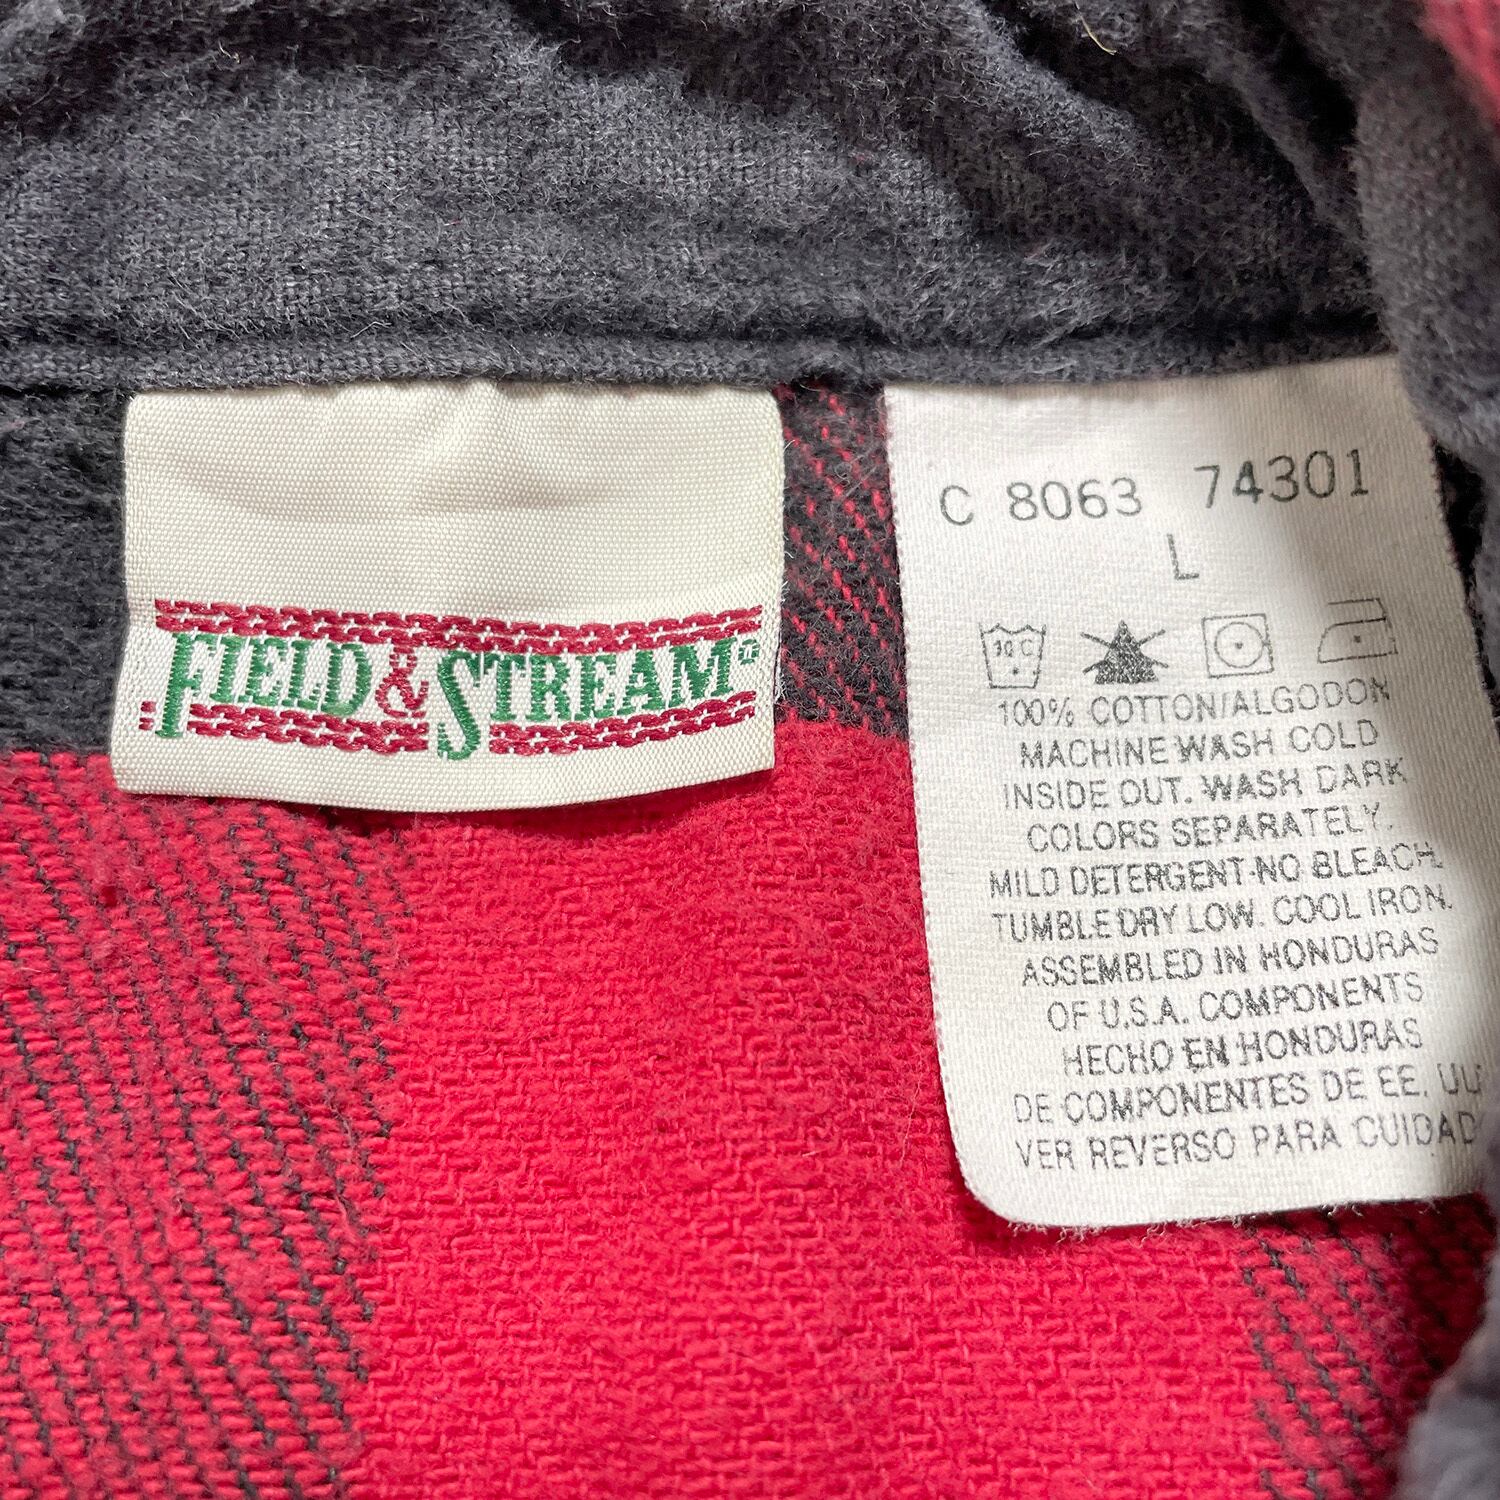 FIELD & STREAM™
C 8063 74301
L
30°C
100% COTTON/ALGODON
MACHINE WASH COLD
INSIDE OUT. WASH DARK
COLORS SEPARATELY.
MILD DETERGENT-NO BLEACH.
TUMBLE DRY LOW. COOL IRON.
ASSEMBLED IN HONDURAS
OF U.S.A. COMPONENTS
HECHO EN HONDURAS
DE COMPONENTES DE EE. UU
VER REVERSO PARA CUIDAD